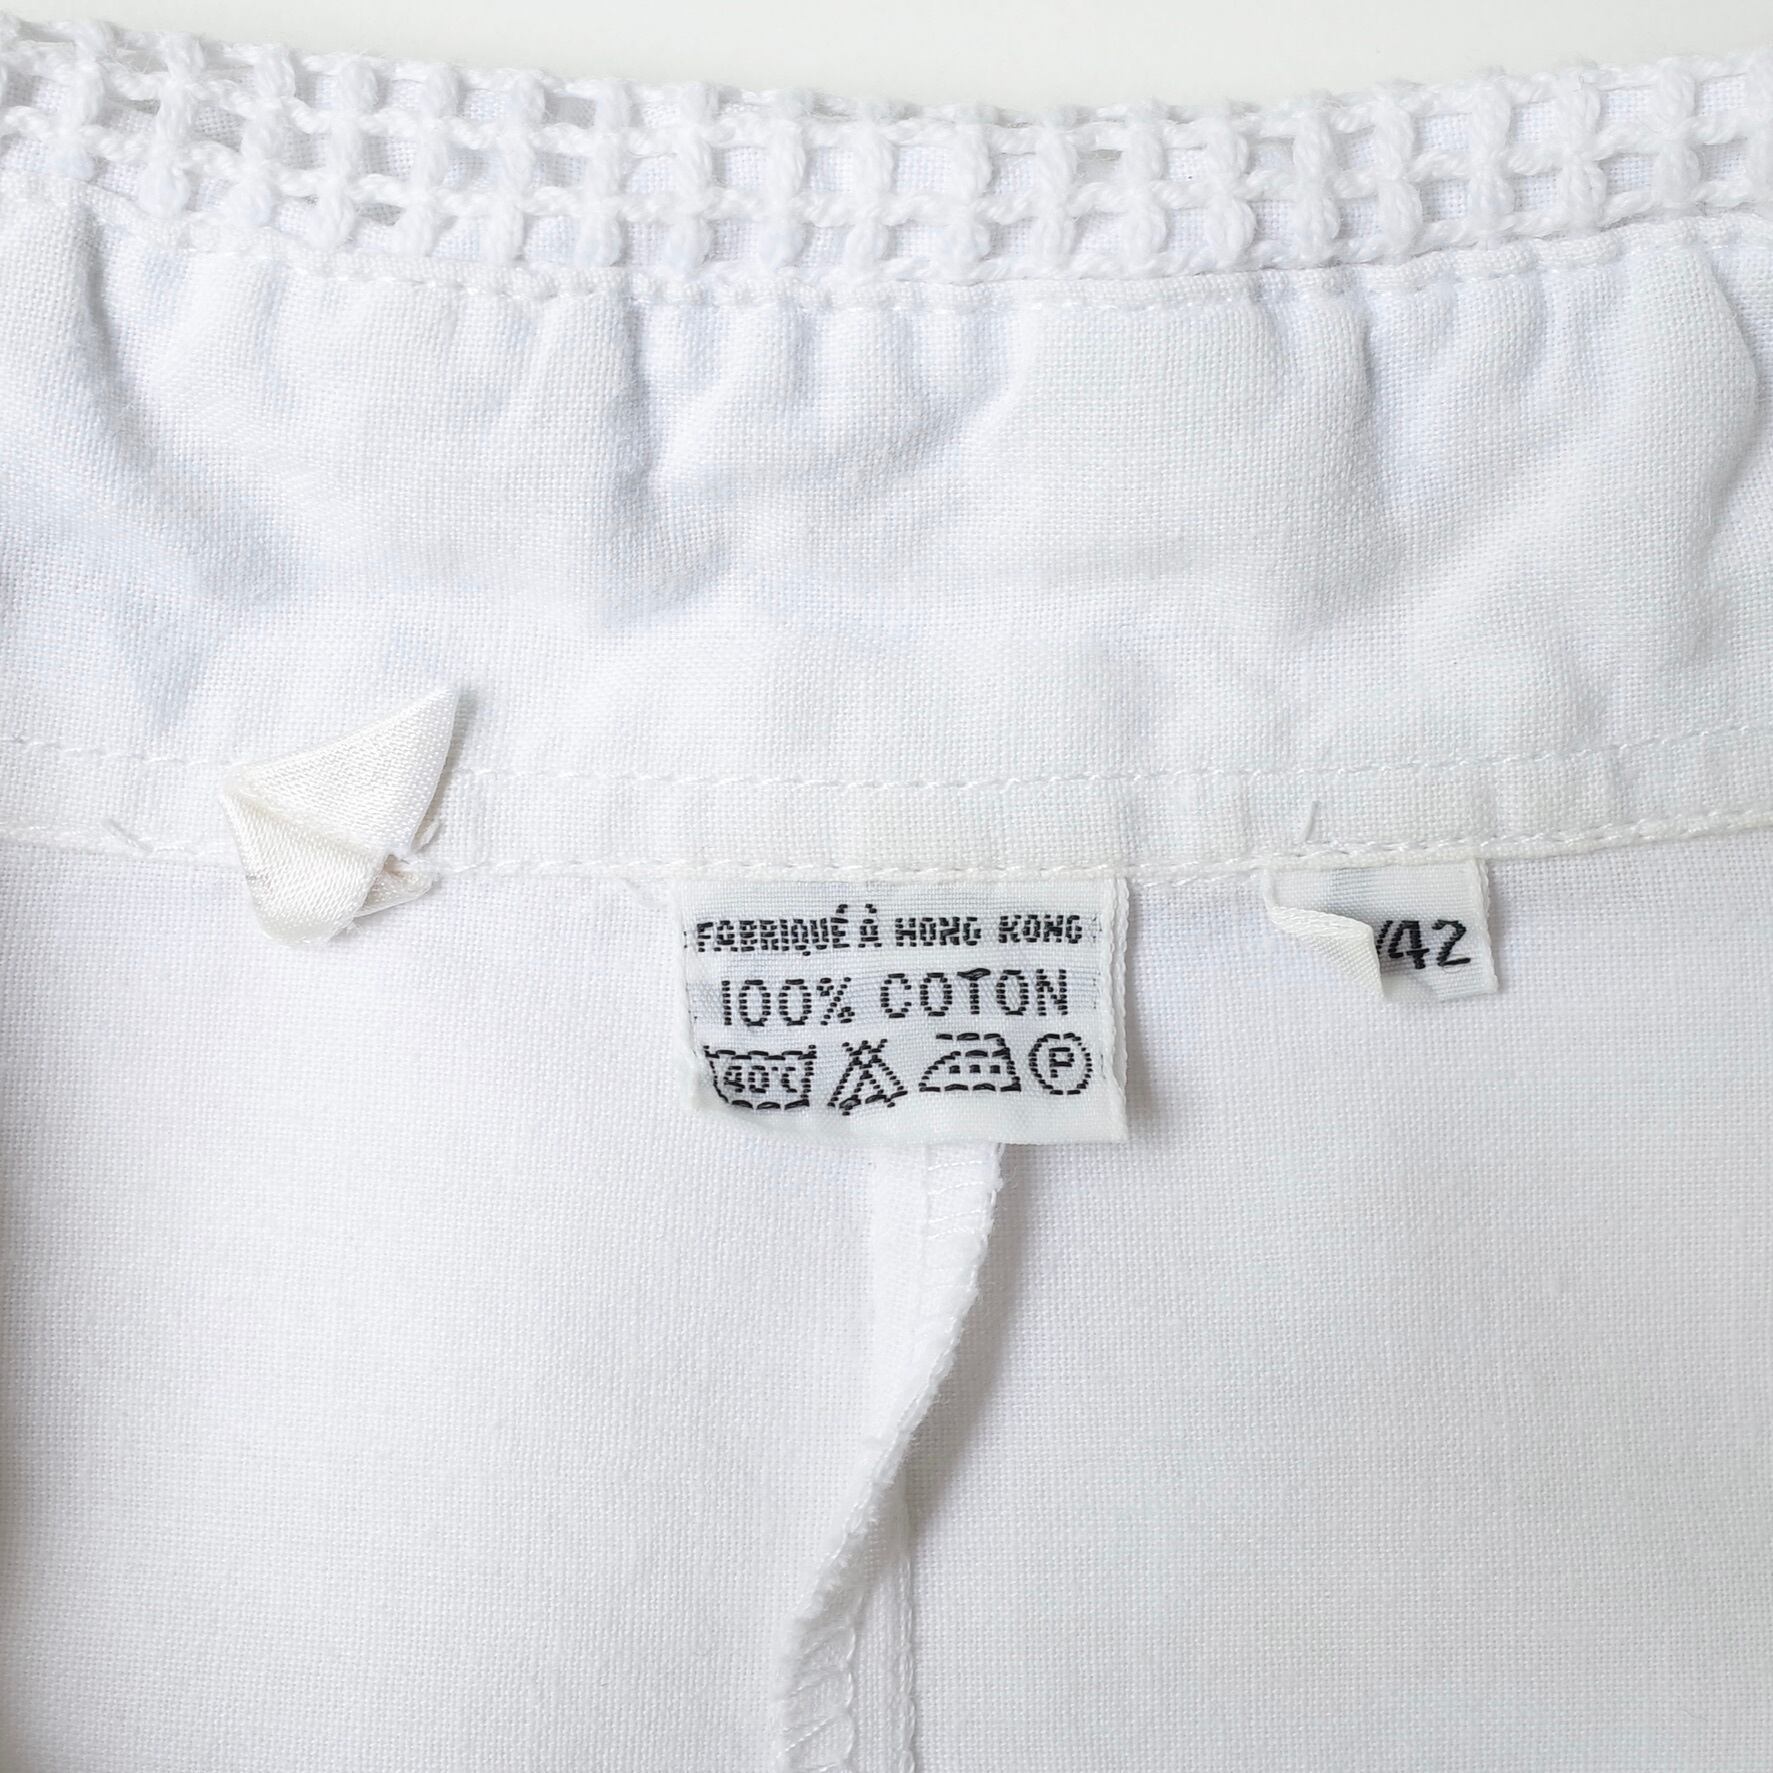 FABRIQUÉ À HONG KONG
100% COTON
40°C P
/42